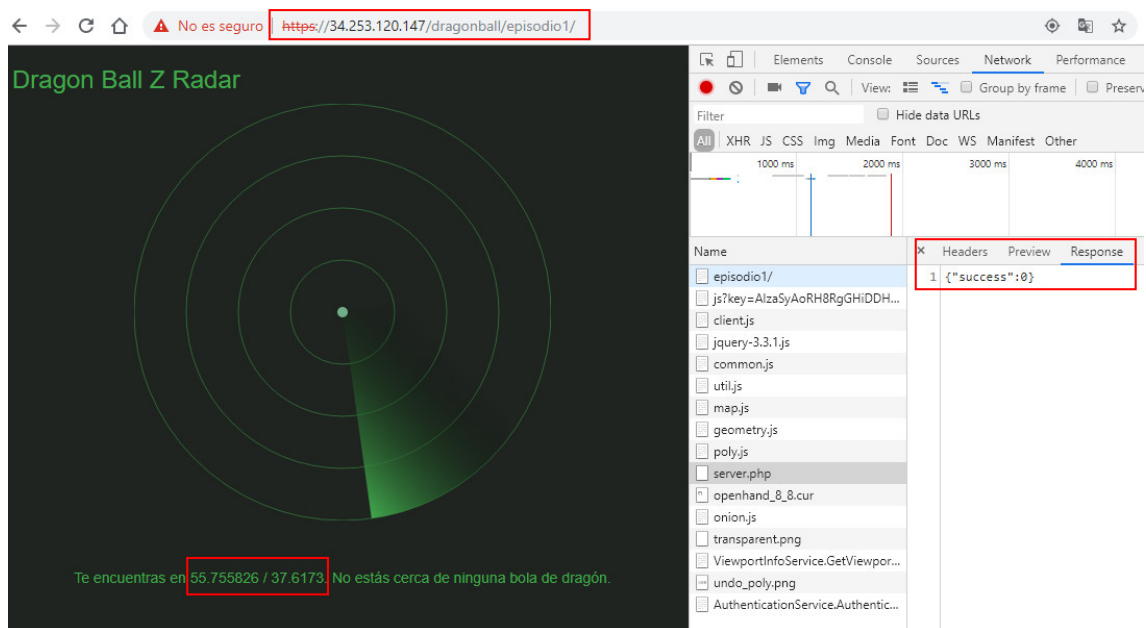 No es seguro | https://34.253.120.147/dragonball/episodio1/
Dragon Ball Z Radar
Te encuentras en 55.755826 / 37.6173. No estás cerca de ninguna bola de dragón.
Elements Console Sources Network Performance
View: Group by frame Preserv
Filter Hide data URLs
All XHR JS CSS Img Media Font Doc WS Manifest Other
1000 ms 2000 ms 3000 ms 4000 ms
Name
× Headers Preview Response
episodio1/
1 {"success":0}
js?key=AIzaSyAoRH8RgGHiDDH...
client.js
jquery-3.3.1.js
common.js
util.js
map.js
geometry.js
poly.js
server.php
openhand_8_8.cur
onion.js
transparent.png
ViewportInfoService.GetViewpor...
undo_poly.png
AuthenticationService.Authentic...